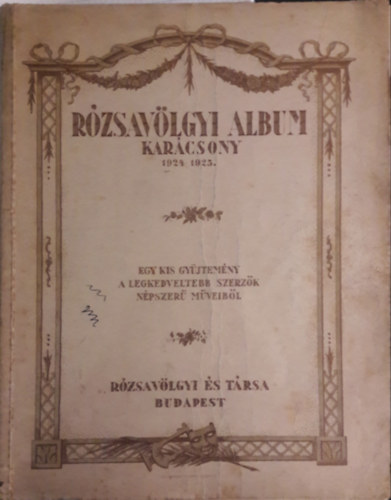 RÓZSAVÖLGYI ALBUM
KARÁCSONY
1924 1925.
EGY KIS GYŰJTEMÉNY
A LEGKEDVELTEBB SZERZŐK
NÉPSZERŰ MŰVEIBŐL
RÓZSAVÖLGYI ÉS TÁRSA
BUDAPEST